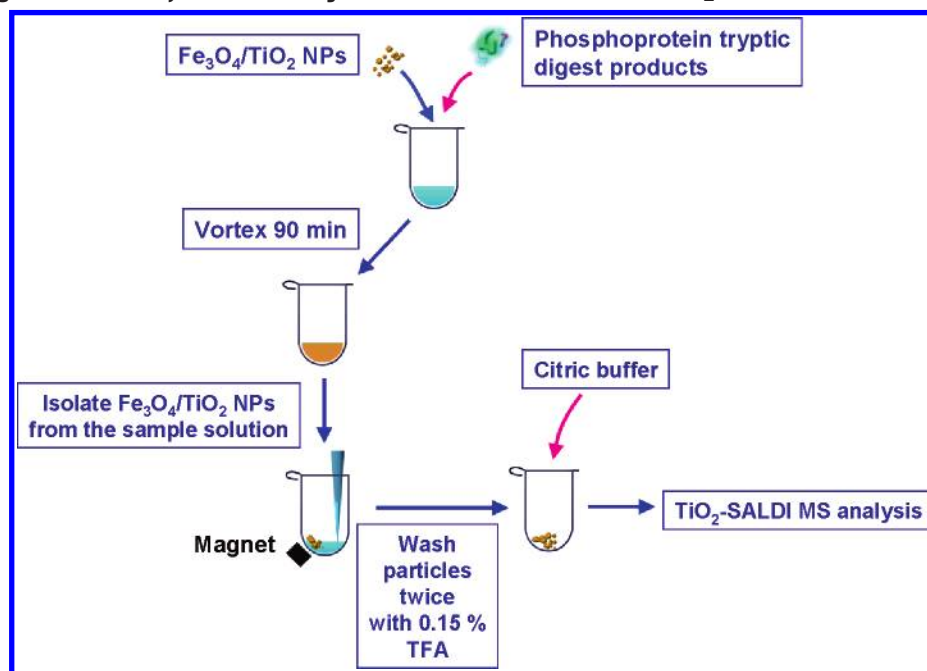 Fe₃O₄/TiO₂ NPs
Phosphoprotein tryptic
digest products
Vortex 90 min
Isolate Fe₃O₄/TiO₂ NPs
from the sample solution
Magnet
Wash
particles
twice
with 0.15 %
TFA
Citric buffer
TiO₂-SALDI MS analysis